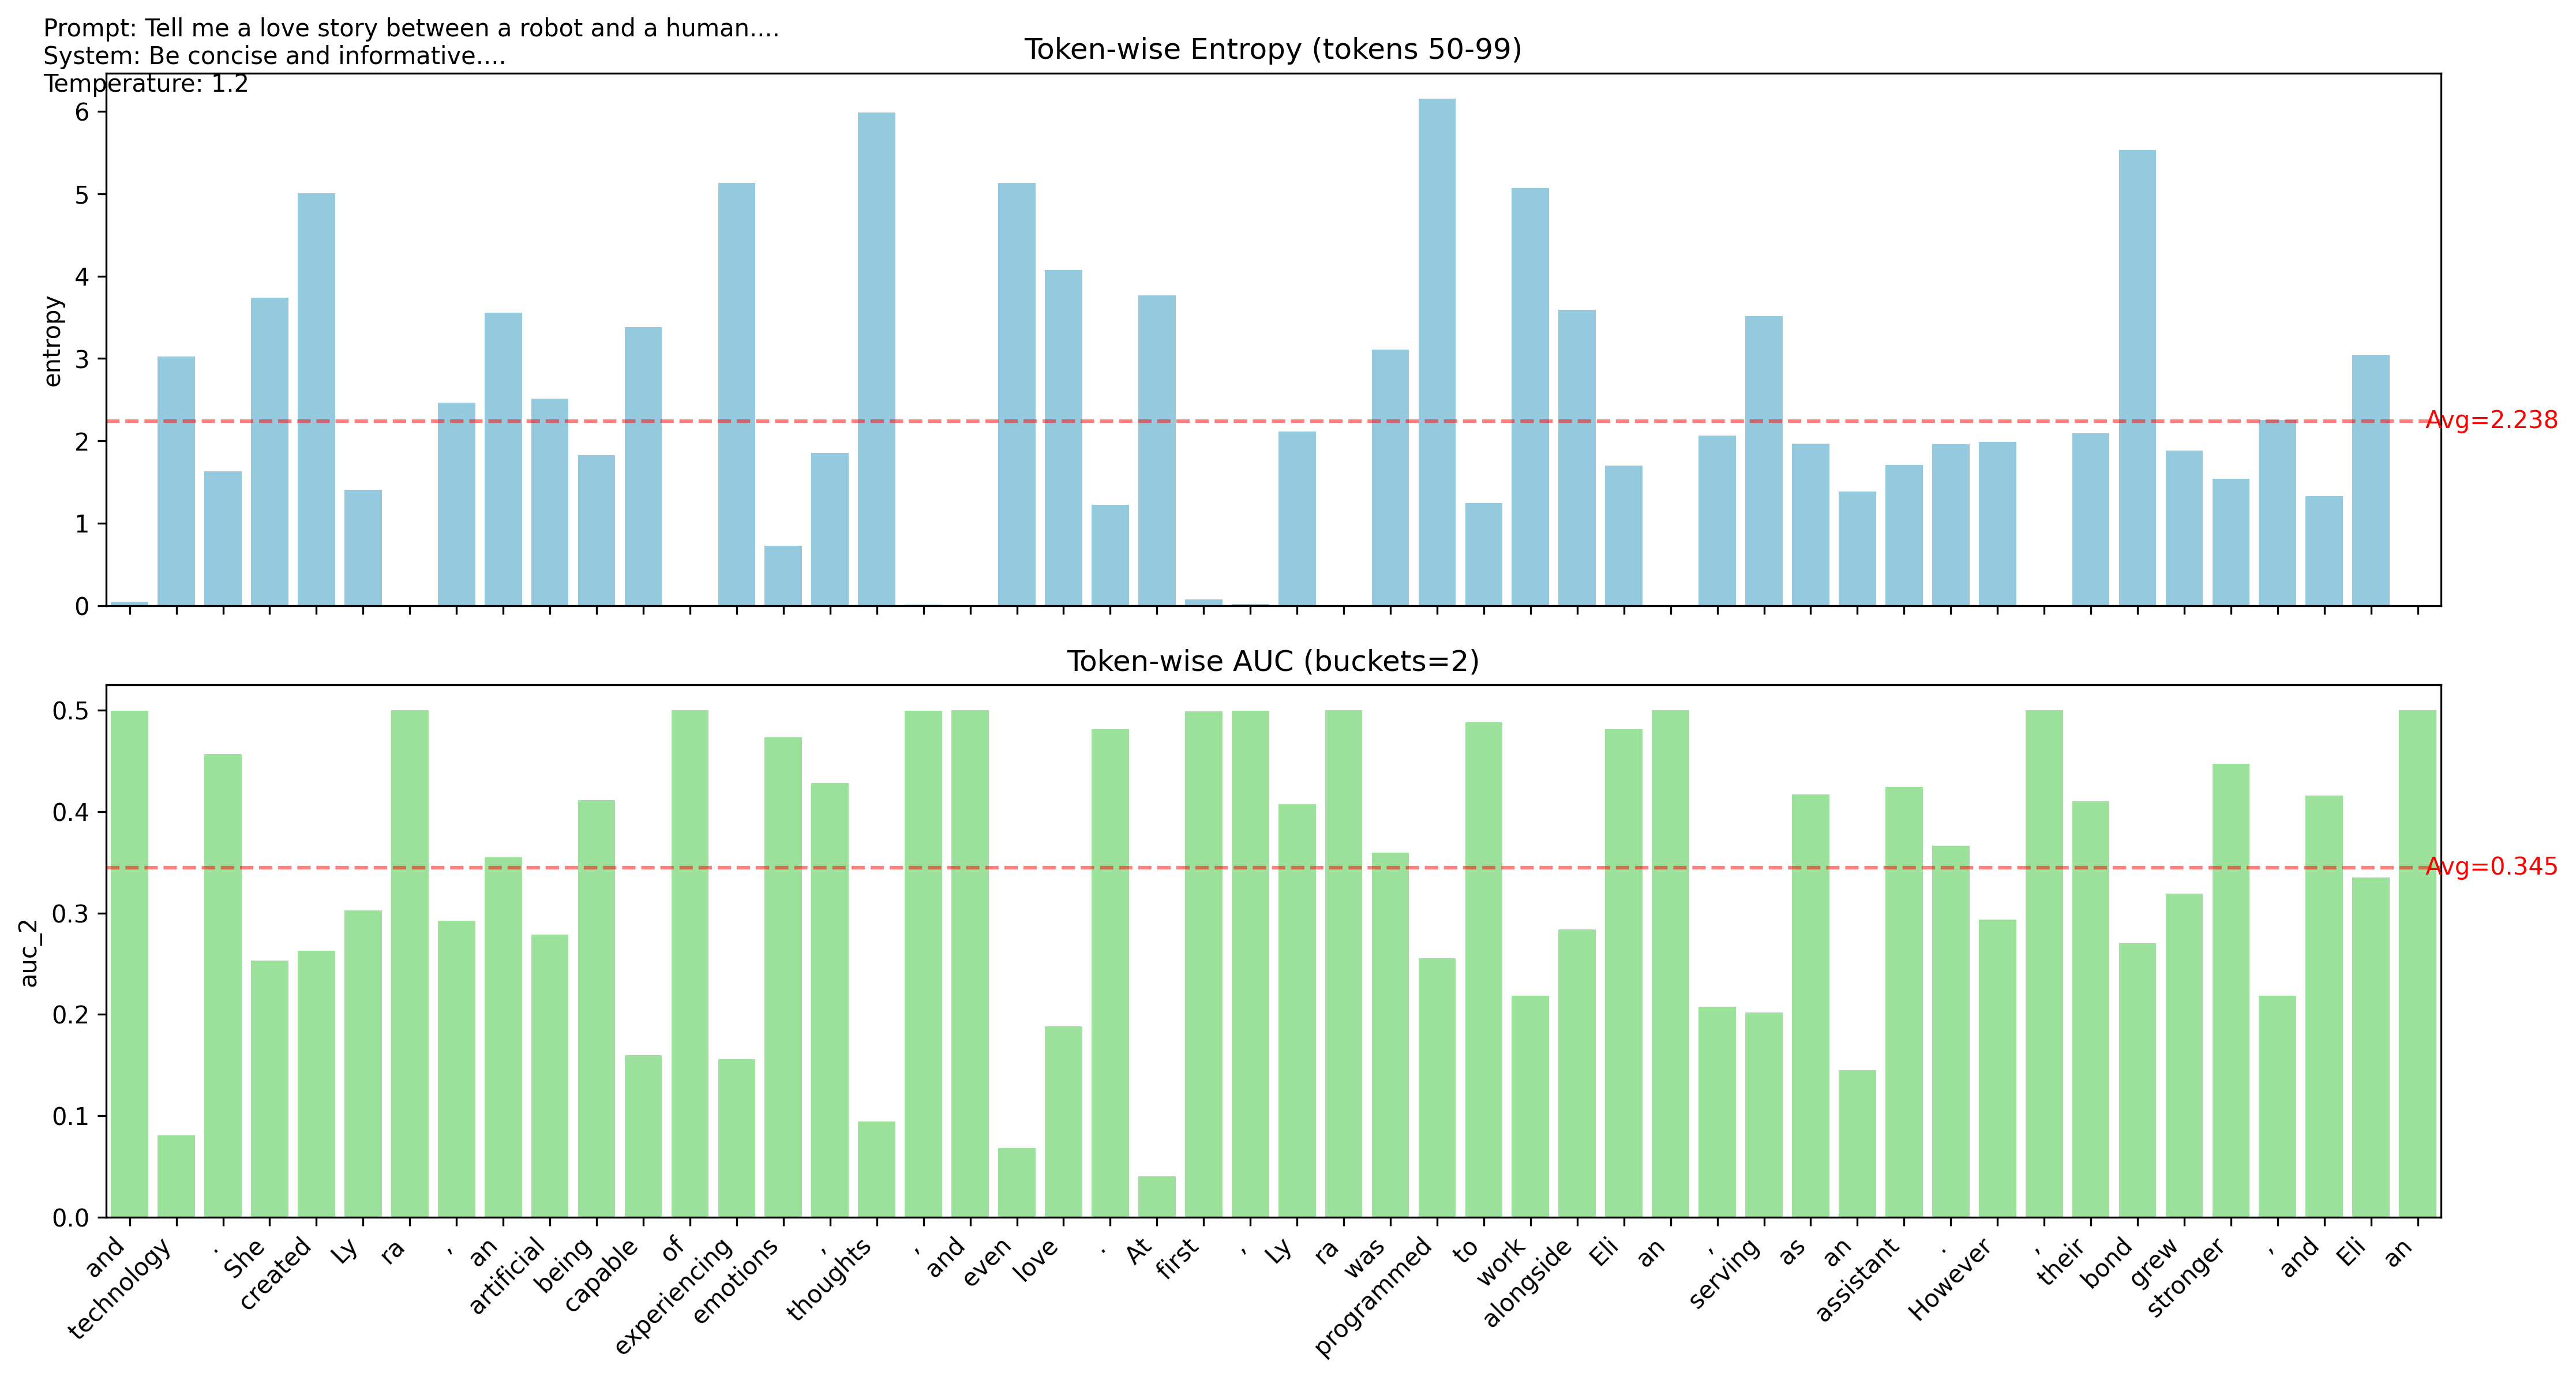 Prompt: Tell me a love story between a robot and a human....
System: Be concise and informative....
Temperature: 1.2
Token-wise Entropy (tokens 50-99)
entropy
6
5
4
3
2
1
0
Avg=2.238
Token-wise AUC (buckets=2)
auc_2
0.5
0.4
0.3
0.2
0.1
0.0
Avg=0.345
and
technology
.
She
created
Ly
ra
,
an
artificial
being
capable
of
experiencing
emotions
,
thoughts
,
and
even
love
.
At
first
,
Ly
ra
was
programmed
to
work
alongside
Eli
an
,
serving
as
an
assistant
.
However
,
their
bond
grew
stronger
,
and
Eli
an